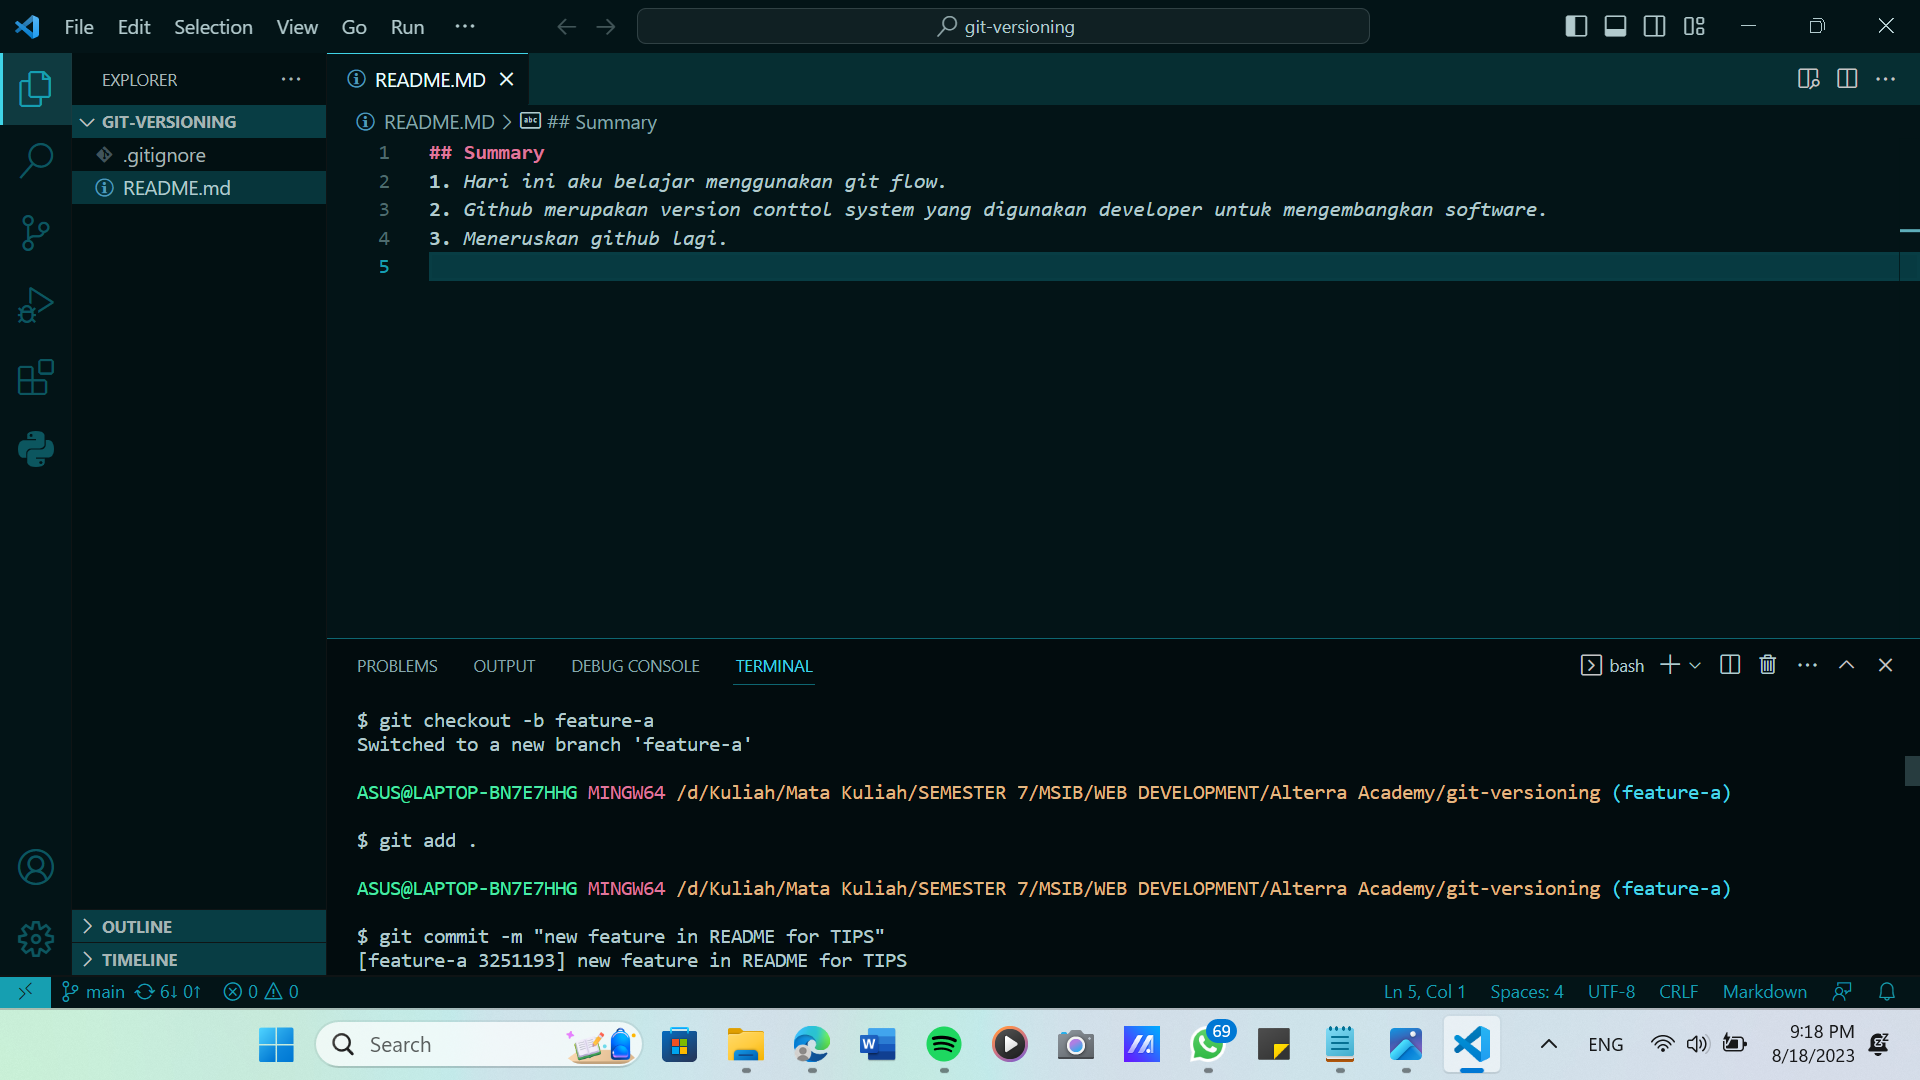 File Edit Selection View Go Run ···
git-versioning
EXPLORER
README.MD
GIT-VERSIONING
.gitignore
README.md
README.MD > ## Summary
1 ## Summary
2 1. Hari ini aku belajar menggunakan git flow.
3 2. Github merupakan version conttol system yang digunakan developer untuk mengembangkan software.
4 3. Meneruskan github lagi.
5
PROBLEMS OUTPUT DEBUG CONSOLE TERMINAL
bash
$ git checkout -b feature-a
Switched to a new branch 'feature-a'
ASUS@LAPTOP-BN7E7HHG MINGW64 /d/Kuliah/Mata Kuliah/SEMESTER 7/MSIB/WEB DEVELOPMENT/Alterra Academy/git-versioning (feature-a)
$ git add .
ASUS@LAPTOP-BN7E7HHG MINGW64 /d/Kuliah/Mata Kuliah/SEMESTER 7/MSIB/WEB DEVELOPMENT/Alterra Academy/git-versioning (feature-a)
$ git commit -m "new feature in README for TIPS"
[feature-a 3251193] new feature in README for TIPS
OUTLINE
TIMELINE
main 6↓ 0↑ 0 0
Ln 5, Col 1 Spaces: 4 UTF-8 CRLF Markdown
Search
69
ENG
9:18 PM
8/18/2023